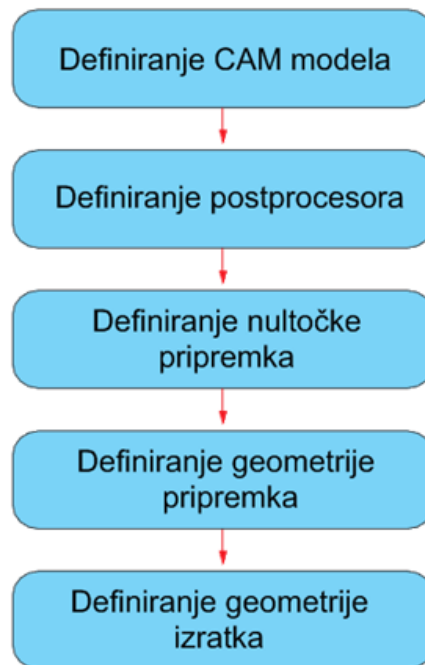 Definiranje CAM modela
Definiranje postprocesora
Definiranje nultočke
pripremka
Definiranje geometrije
pripremka
Definiranje geometrije
izratka